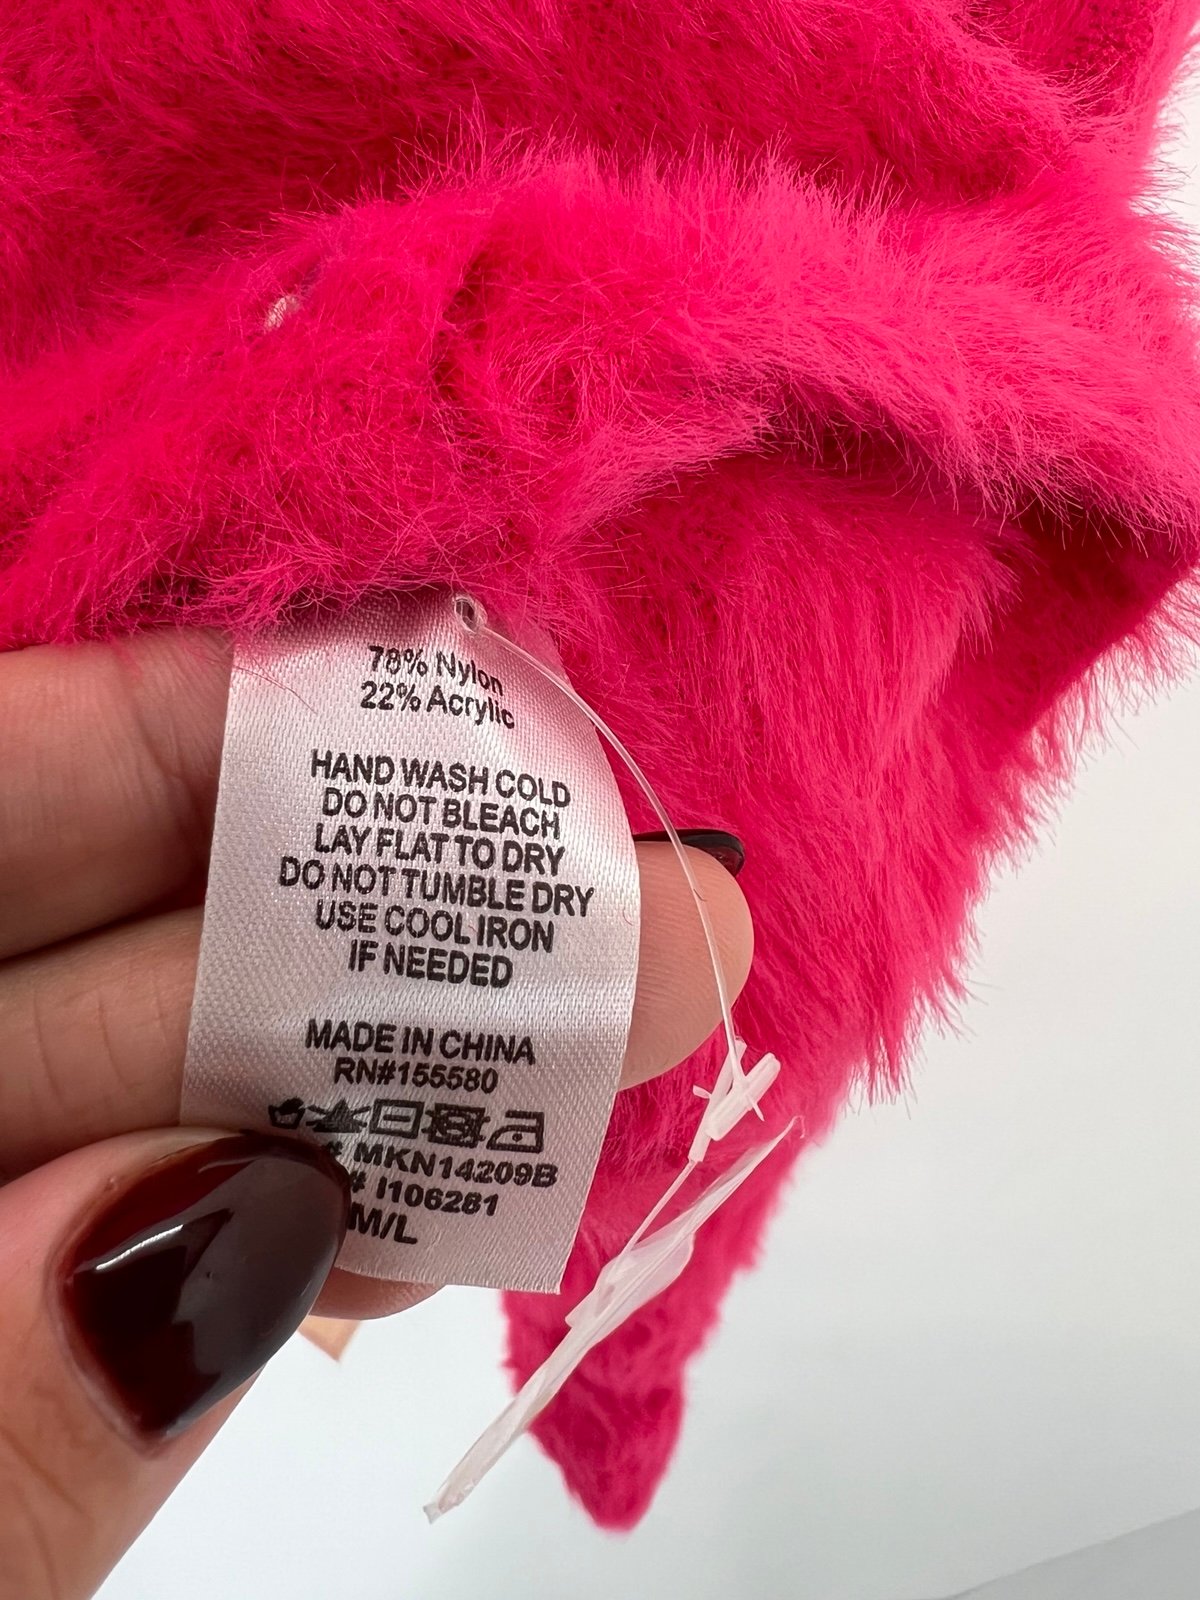 78% Nylon
22% Acrylic
HAND WASH COLD
DO NOT BLEACH
LAY FLAT TO DRY
DO NOT TUMBLE DRY
USE COOL IRON
IF NEEDED
MADE IN CHINA
RN#155580
# MKN14209B
# I106281
M/L